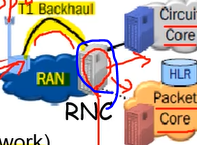 T1 Backhaul
Circuit
Core
RAN
HLR
RNC
Packet
Core
work)